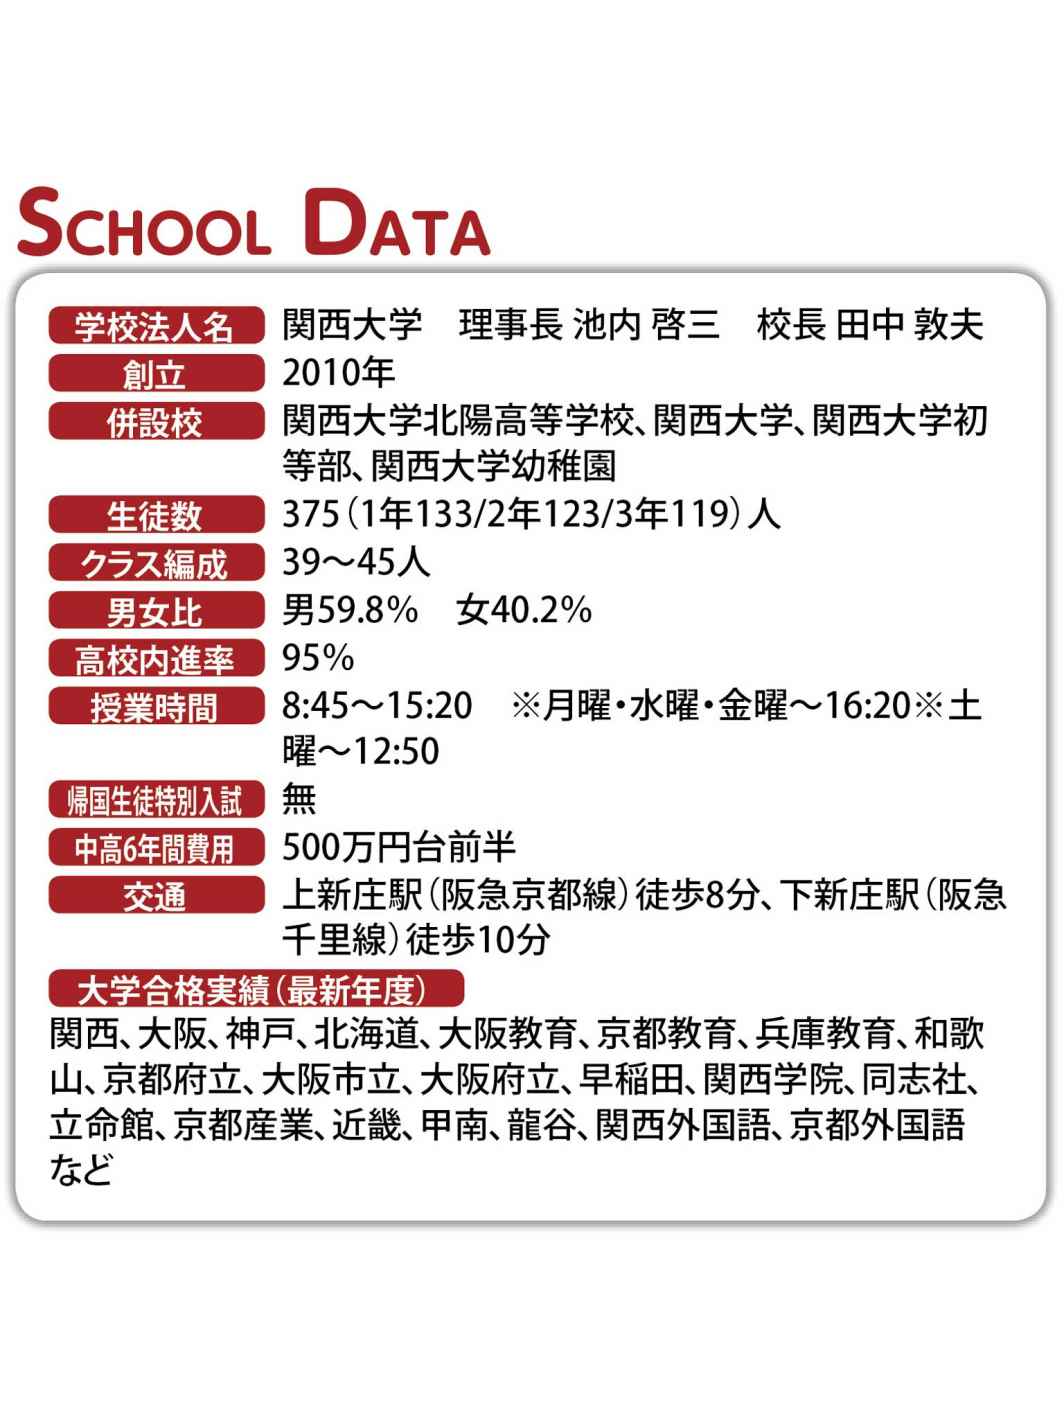 SCHOOL DATA
学校法人名 関西大学　理事長 池内 啓三　校長 田中 敦夫
創立 2010年
併設校 関西大学北陽高等学校、関西大学、関西大学初
等部、関西大学幼稚園
生徒数 375（1年133/2年123/3年119）人
クラス編成 39～45人
男女比 男59.8%　女40.2%
高校内進率 95%
授業時間 8:45～15:20　※月曜・水曜・金曜～16:20※土
曜～12:50
帰国生徒特別入試 無
中高6年間費用 500万円台前半
交通 上新庄駅（阪急京都線）徒歩8分、下新庄駅（阪急
千里線）徒歩10分
大学合格実績（最新年度）
関西、大阪、神戸、北海道、大阪教育、京都教育、兵庫教育、和歌
山、京都府立、大阪市立、大阪府立、早稲田、関西学院、同志社、
立命館、京都産業、近畿、甲南、龍谷、関西外国語、京都外国語
など